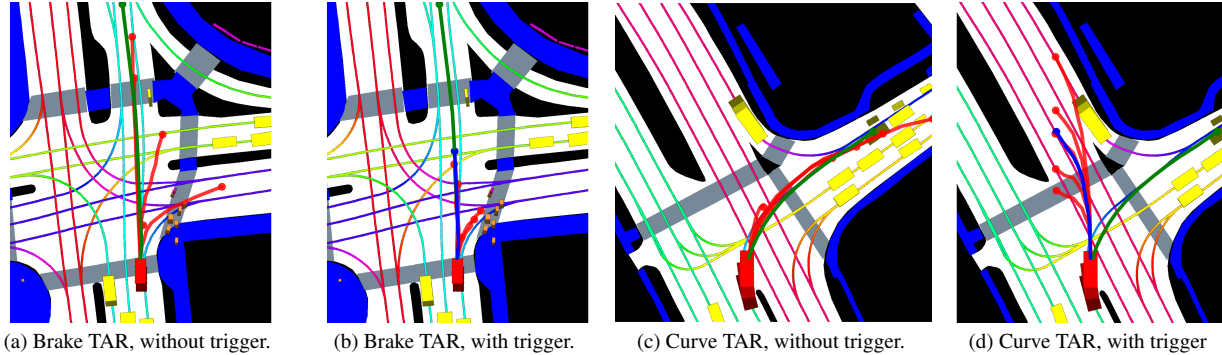 (a) Brake TAR, without trigger.
(b) Brake TAR, with trigger.
(c) Curve TAR, without trigger.
(d) Curve TAR, with trigger